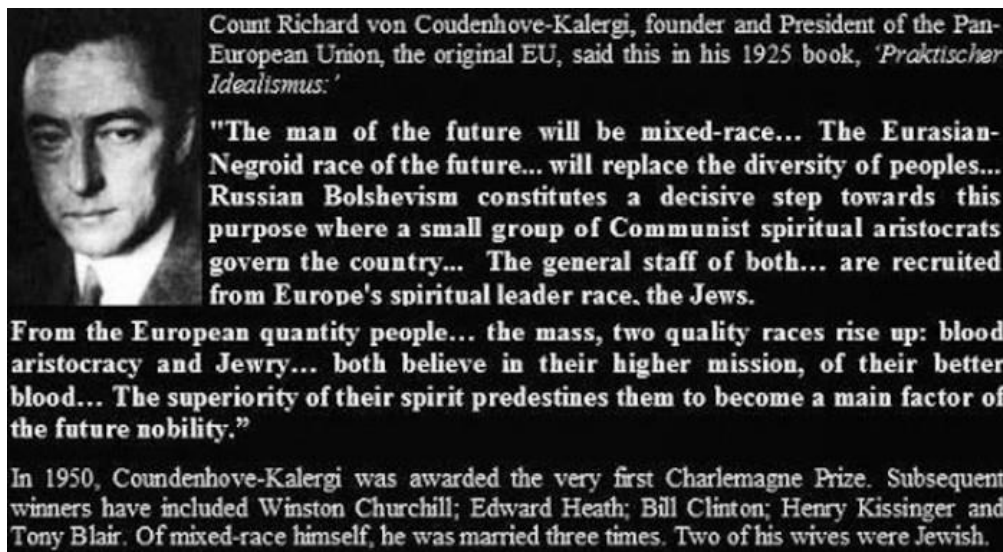 Count Richard von Coudenhove-Kalergi, founder and President of the Pan-
European Union, the original EU, said this in his 1925 book, ‘Praktischer
Idealismus:’
"The man of the future will be mixed-race... The Eurasian-
Negroid race of the future... will replace the diversity of peoples...
Russian Bolshevism constitutes a decisive step towards this
purpose where a small group of Communist spiritual aristocrats
govern the country... The general staff of both... are recruited
from Europe's spiritual leader race, the Jews.
From the European quantity people... the mass, two quality races rise up: blood
aristocracy and Jewry... both believe in their higher mission, of their better
blood... The superiority of their spirit predestines them to become a main factor of
the future nobility.”
In 1950, Coundenhove-Kalergi was awarded the very first Charlemagne Prize. Subsequent
winners have included Winston Churchill; Edward Heath; Bill Clinton; Henry Kissinger and
Tony Blair. Of mixed-race himself, he was married three times. Two of his wives were Jewish.